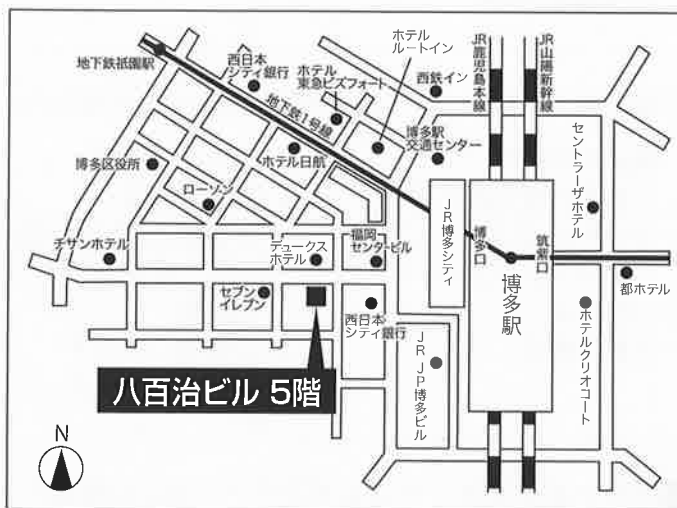 地下鉄祇園駅
西日本
シティ銀行
ホテル
東急ビズフォート
ホテル
ルートイン
西鉄イン
JR鹿児島本線
JR山陽新幹線
地下鉄1号線
博多駅
交通センター
ホテル日航
博多区役所
ローソン
セントラーザホテル
JR博多シティ
博多口
筑紫口
博多駅
チサンホテル
デュークス
ホテル
福岡
センタービル
都ホテル
セブン
イレブン
西日本
シティ銀行
JR JP博多ビル
ホテルクリオコート
八百治ビル 5階
N